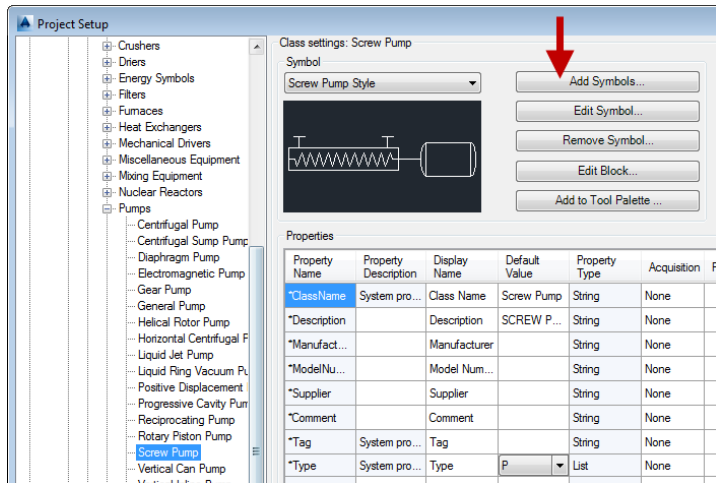 Project Setup
Crushers
Driers
Energy Symbols
Filters
Furnaces
Heat Exchangers
Mechanical Drivers
Miscellaneous Equipment
Mixing Equipment
Nuclear Reactors
Pumps
Centrifugal Pump
Centrifugal Sump Pump
Diaphragm Pump
Electromagnetic Pump
Gear Pump
General Pump
Helical Rotor Pump
Horizontal Centrifugal
Liquid Jet Pump
Liquid Ring Vacuum
Positive Displacement
Progressive Cavity
Reciprocating Pump
Rotary Piston Pump
Screw Pump
Vertical Can Pump
Class settings: Screw Pump
Symbol
Screw Pump Style
Add Symbols...
Edit Symbol...
Remove Symbol...
Edit Block...
Add to Tool Palette ...
Properties
Property Name Property Description Display Name Default Value Property Type Acquisition
*ClassName System pro... Class Name Screw Pump String None
*Description Description SCREW P... String None
*Manufact... Manufacturer String None
*ModelNu... Model Num... String None
*Supplier Supplier String None
*Comment Comment String None
*Tag System pro... Tag String None
*Type System pro... Type P List None